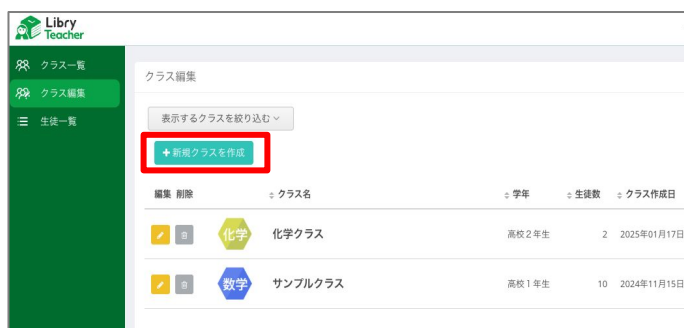 Libry
Teacher
クラス一覧
クラス編集
生徒一覧
クラス編集
表示するクラスを絞り込む
+新規クラスを作成
編集 削除 クラス名 学年 生徒数 クラス作成日
化学 化学クラス 高校2年生 2 2025年01月17日
数学 サンプルクラス 高校1年生 10 2024年11月15日